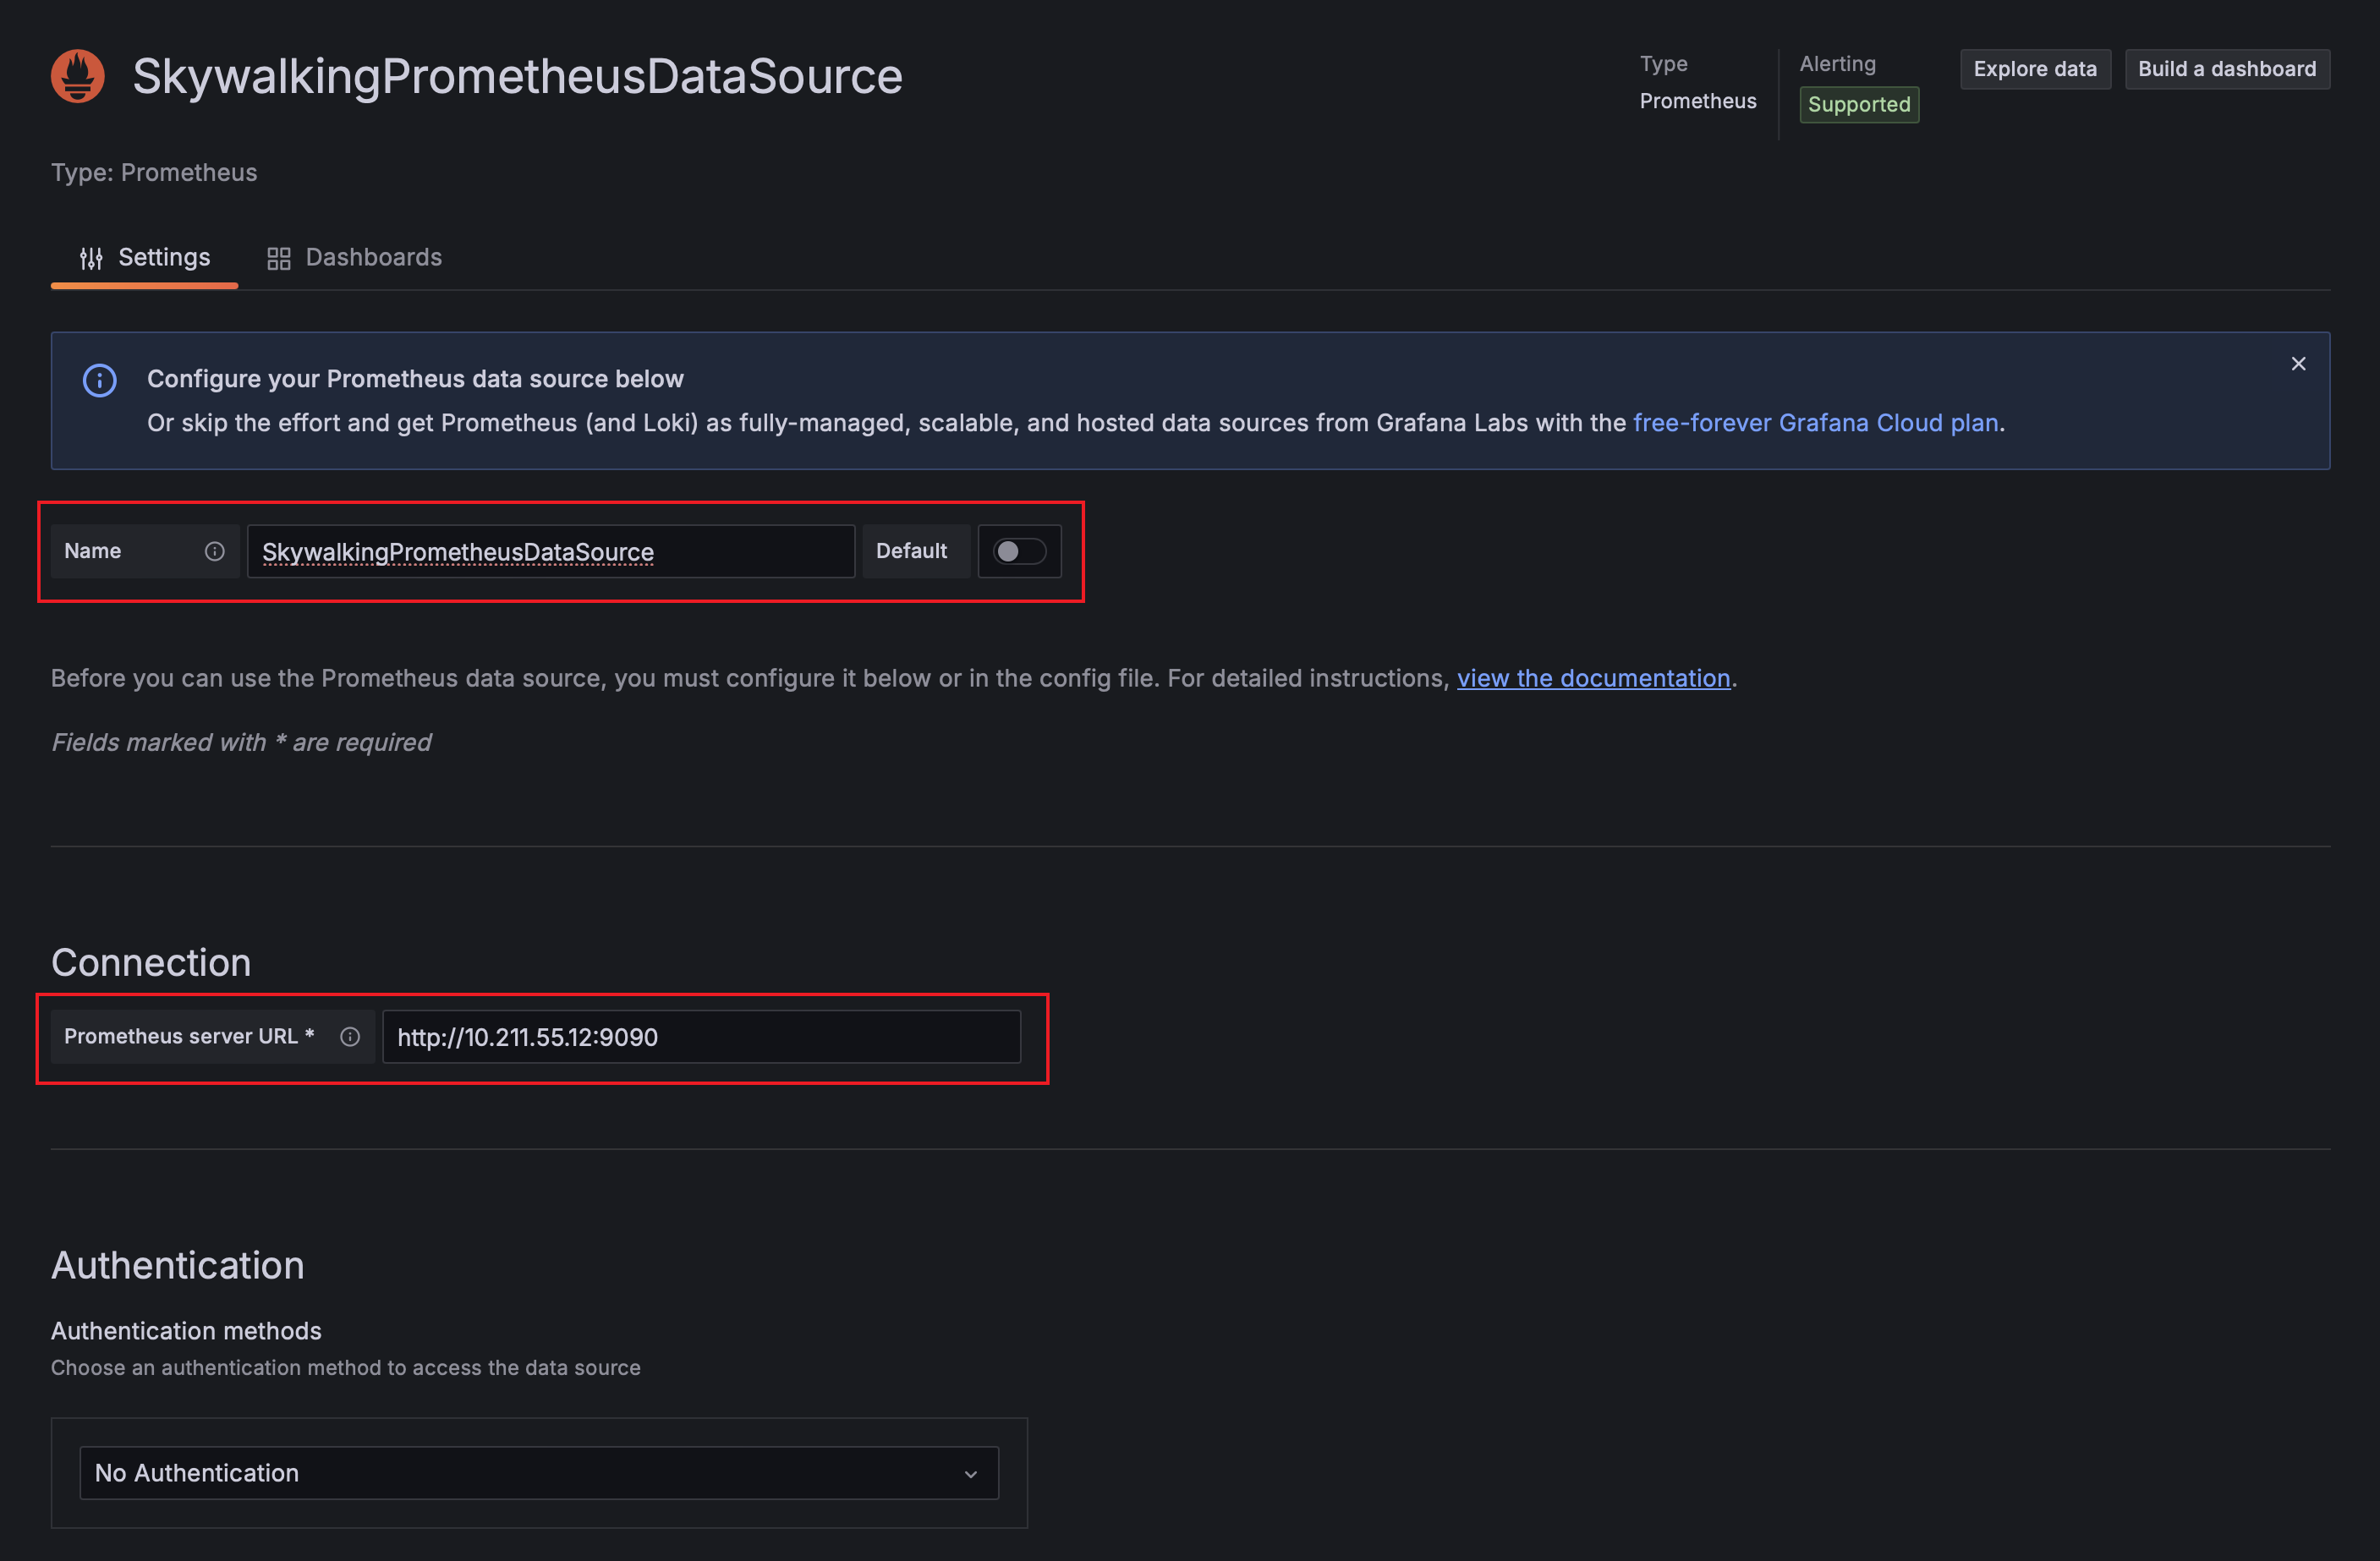 SkywalkingPrometheusDataSource
Type
Prometheus
Alerting
Supported
Explore data
Build a dashboard
Type: Prometheus
Settings
Dashboards
Configure your Prometheus data source below
Or skip the effort and get Prometheus (and Loki) as fully-managed, scalable, and hosted data sources from Grafana Labs with the free-forever Grafana Cloud plan.
Name
SkywalkingPrometheusDataSource
Default
Before you can use the Prometheus data source, you must configure it below or in the config file. For detailed instructions, view the documentation.
Fields marked with * are required
Connection
Prometheus server URL *
http://10.211.55.12:9090
Authentication
Authentication methods
Choose an authentication method to access the data source
No Authentication